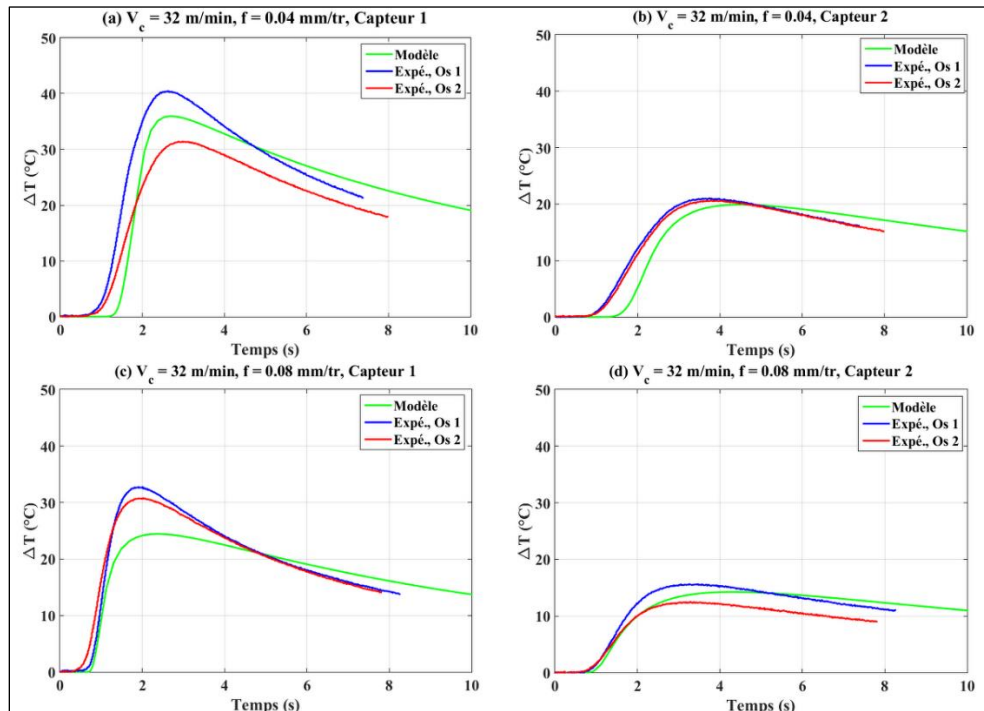 (a) V_c = 32 m/min, f = 0.04 mm/tr, Capteur 1
50
40
30
20
10
0
ΔT (°C)
Modèle
Expé., Os 1
Expé., Os 2
0 2 4 6 8 10
Temps (s)
(b) V_c = 32 m/min, f = 0.04, Capteur 2
50
40
30
20
10
0
ΔT (°C)
Modèle
Expé., Os 1
Expé., Os 2
0 2 4 6 8 10
Temps (s)
(c) V_c = 32 m/min, f = 0.08 mm/tr, Capteur 1
50
40
30
20
10
0
ΔT (°C)
Modèle
Expé., Os 1
Expé., Os 2
0 2 4 6 8 10
Temps (s)
(d) V_c = 32 m/min, f = 0.08 mm/tr, Capteur 2
50
40
30
20
10
0
ΔT (°C)
Modèle
Expé., Os 1
Expé., Os 2
0 2 4 6 8 10
Temps (s)